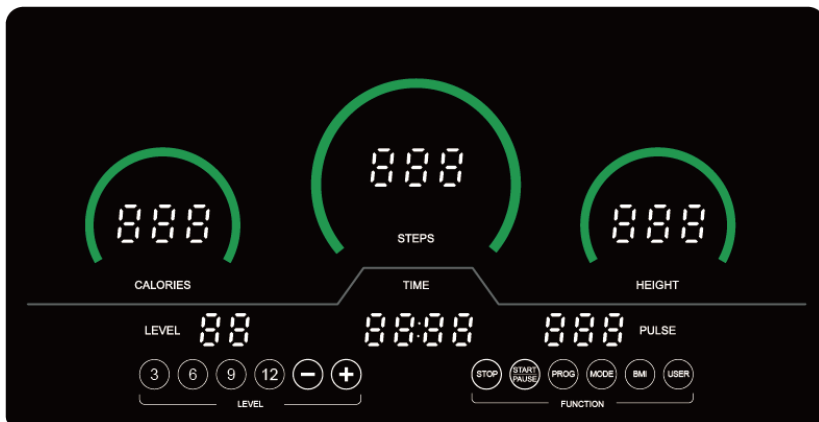 888
888
888
STEPS
CALORIES
TIME
HEIGHT
LEVEL 88
88:88
888 PULSE
3 6 9 12 − +
STOP START PAUSE PROG MODE BMI USER
LEVEL
FUNCTION